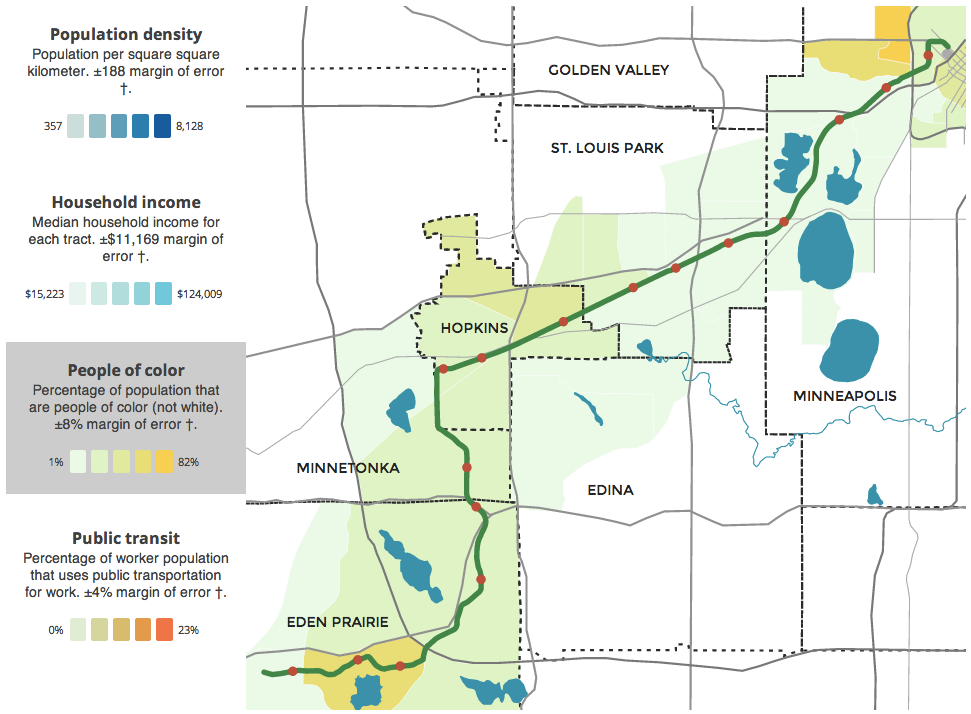 Population density
Population per square square
kilometer. ±188 margin of error
†.
357 8,128
Household income
Median household income for
each tract. ±$11,169 margin of
error †.
$15,223 $124,009
People of color
Percentage of population that
are people of color (not white).
±8% margin of error †.
1% 82%
Public transit
Percentage of worker population
that uses public transportation
for work. ±4% margin of error †.
0% 23%
GOLDEN VALLEY
ST. LOUIS PARK
HOPKINS
MINNEAPOLIS
MINNETONKA
EDINA
EDEN PRAIRIE